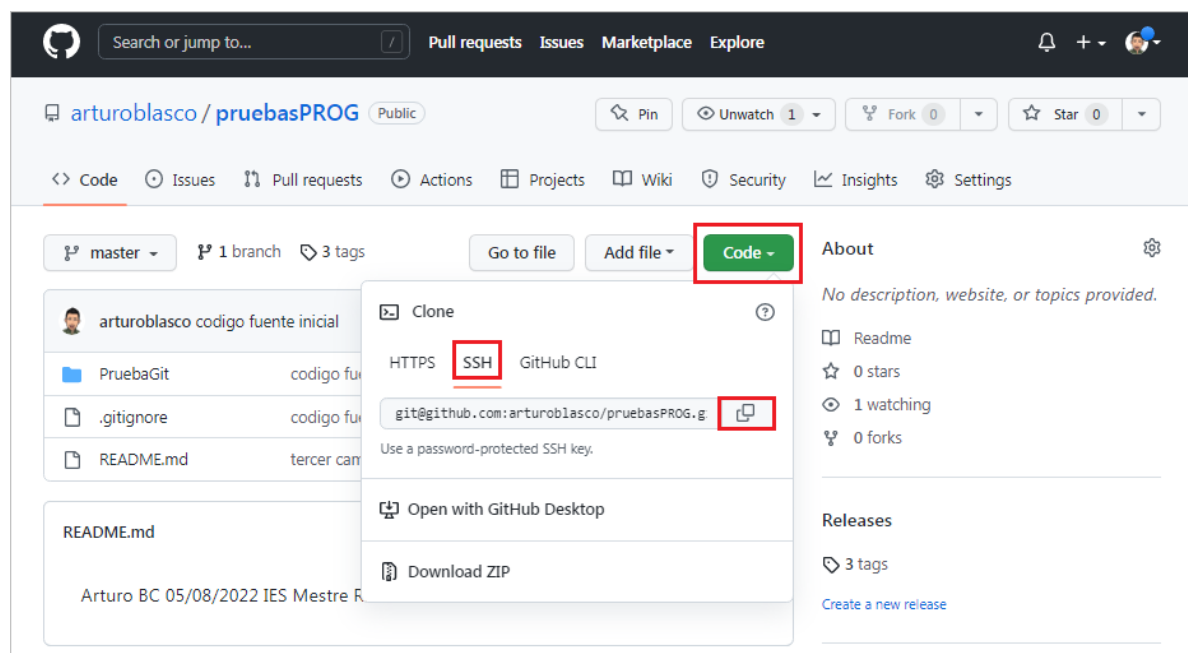 Search or jump to... /
Pull requests Issues Marketplace Explore
arturoblasco / pruebasPROG Public
Pin Unwatch 1 Fork 0 Star 0
Code Issues Pull requests Actions Projects Wiki Security Insights Settings
master 1 branch 3 tags Go to file Add file Code
About
No description, website, or topics provided.
arturoblasco codigo fuente inicial
Clone
HTTPS SSH GitHub CLI
git@github.com:arturoblasco/pruebasPROG.g
Use a password-protected SSH key.
Open with GitHub Desktop
Download ZIP
PruebaGit codigo
.gitignore codigo
README.md tercer
README.md
Arturo BC 05/08/2022 IES Mestre
Readme
0 stars
1 watching
0 forks
Releases
3 tags
Create a new release